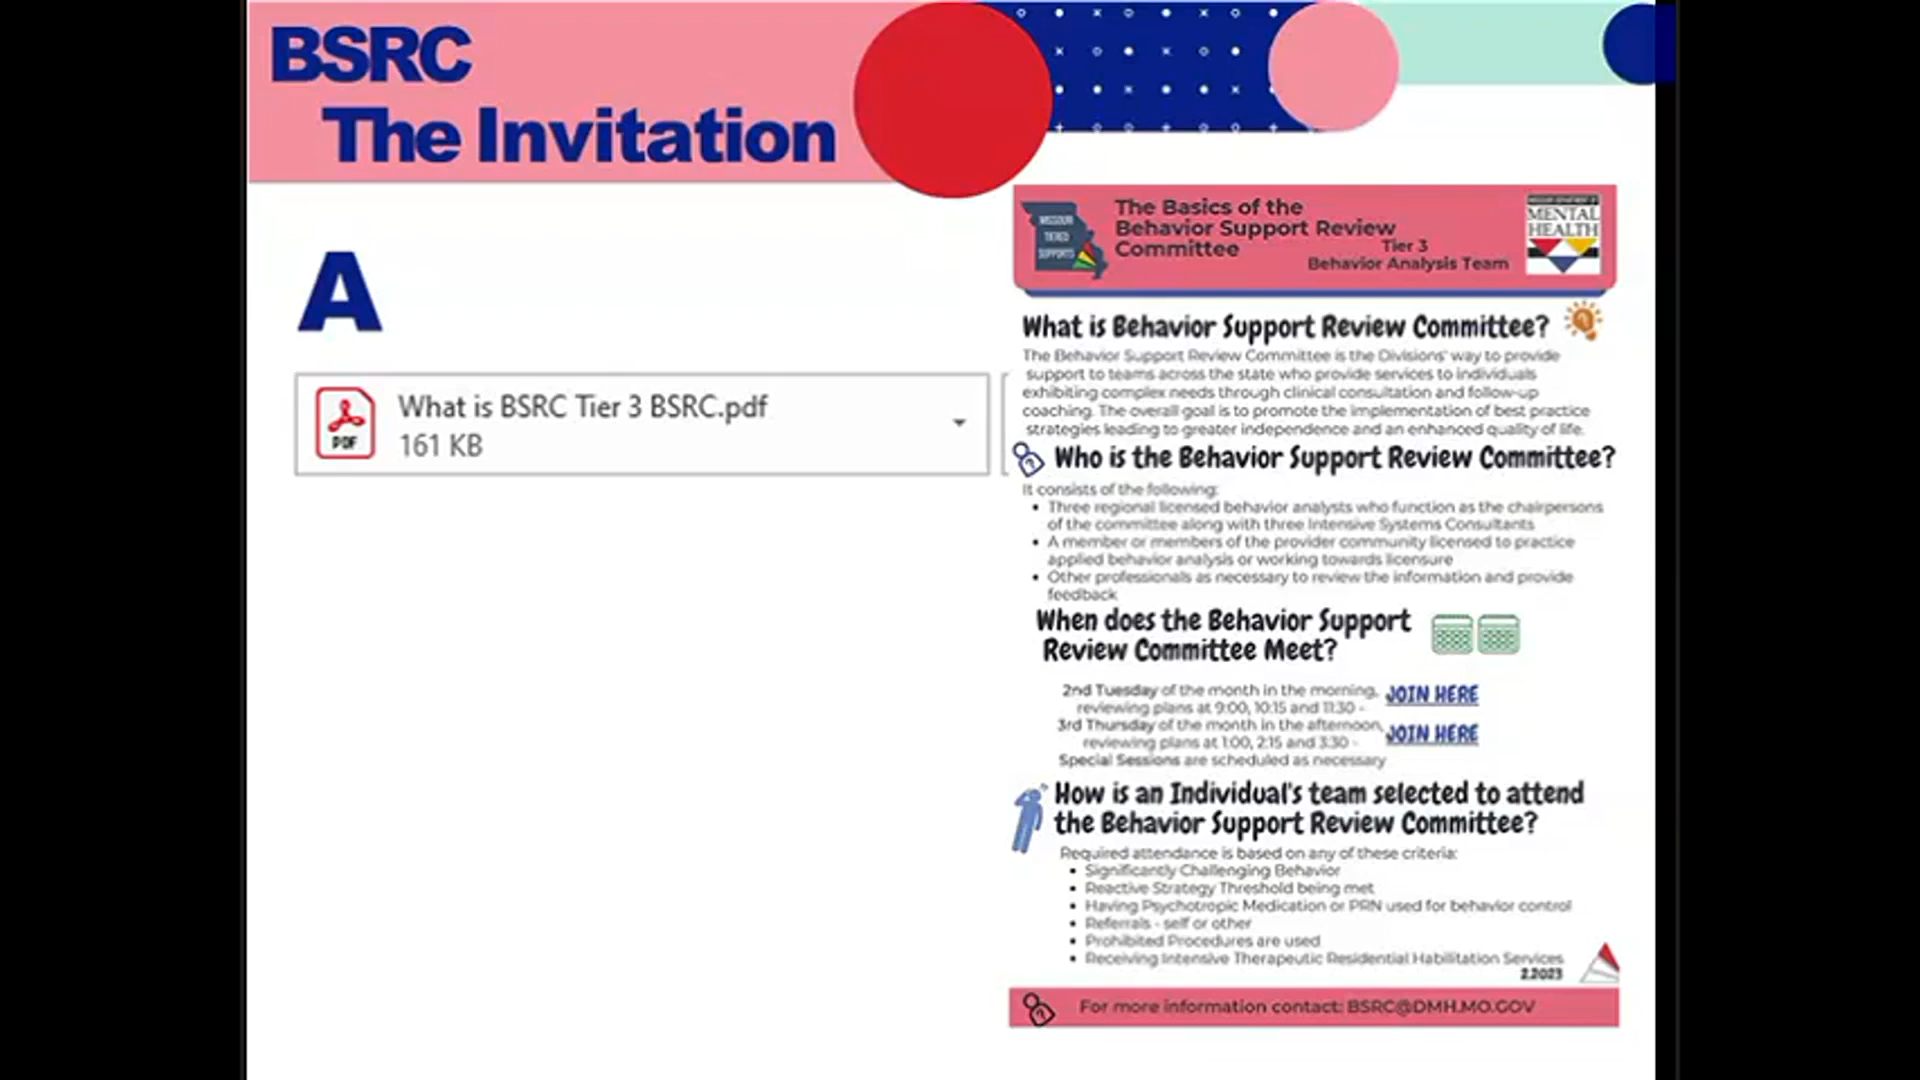 BSRC
The Invitation
A
What is BSRC Tier 3 BSRC.pdf
161 KB
PDF
MISSOURI
TIERED
SUPPORTS
The Basics of the
Behavior Support Review
Committee
Tier 3
Behavior Analysis Team
MENTAL
HEALTH
What is Behavior Support Review Committee?
The Behavior Support Review Committee is the Divisions' way to provide
support to teams across the state who provide services to individuals
exhibiting complex needs through clinical consultation and follow-up
coaching. The overall goal is to promote the implementation of best practice
strategies leading to greater independence and an enhanced quality of life.
Who is the Behavior Support Review Committee?
It consists of the following:
• Three regional licensed behavior analysts who function as the chairpersons
of the committee along with three Intensive Systems Consultants
• A member or members of the provider community licensed to practice
applied behavior analysis or working towards licensure
• Other professionals as necessary to review the information and provide
feedback
When does the Behavior Support
Review Committee Meet?
2nd Tuesday of the month in the morning,
reviewing plans at 9:00, 10:15 and 11:30 -
JOIN HERE
3rd Thursday of the month in the afternoon,
reviewing plans at 1:00, 2:15 and 3:30 -
JOIN HERE
Special Sessions are scheduled as necessary
How is an Individual's team selected to attend
the Behavior Support Review Committee?
Required attendance is based on any of these criteria:
• Significantly Challenging Behavior
• Reactive Strategy Threshold being met
• Having Psychotropic Medication or PRN used for behavior control
• Referrals - self or other
• Prohibited Procedures are used
• Receiving Intensive Therapeutic Residential Habilitation Services
2.2023
For more information contact: BSRC@DMH.MO.GOV